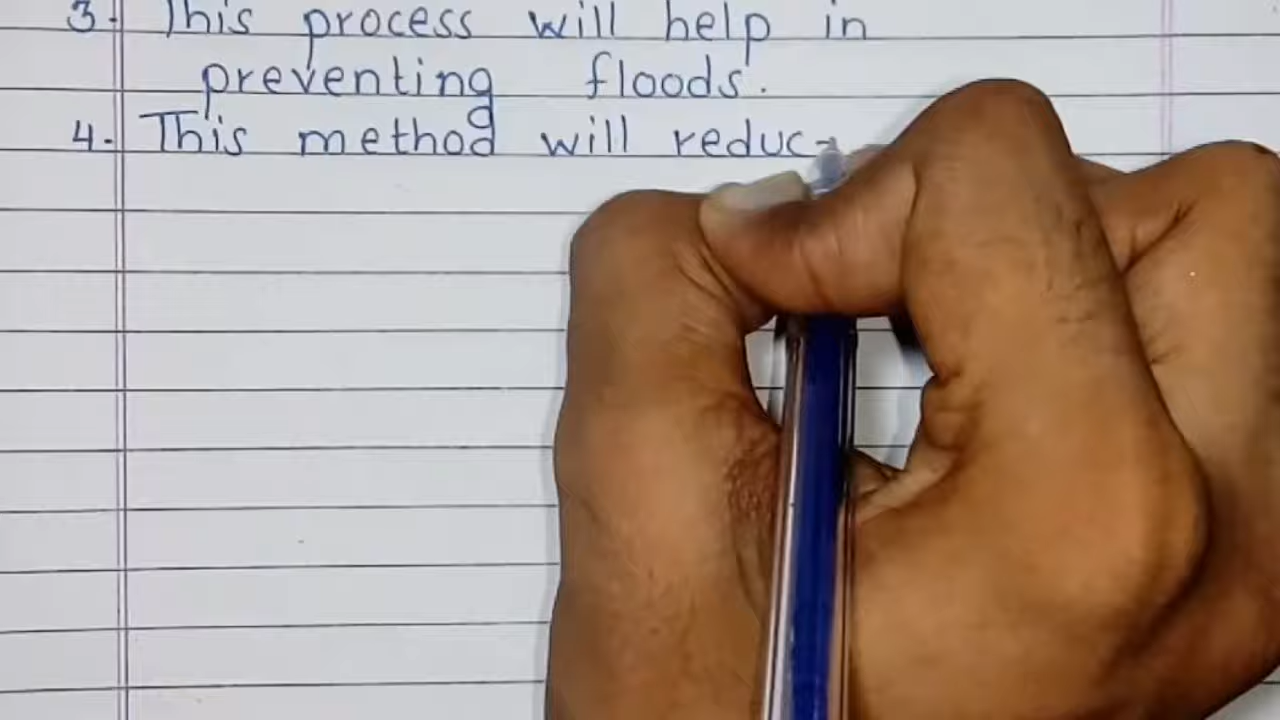 3. This process will help in
preventing floods.
4. This method will reduc